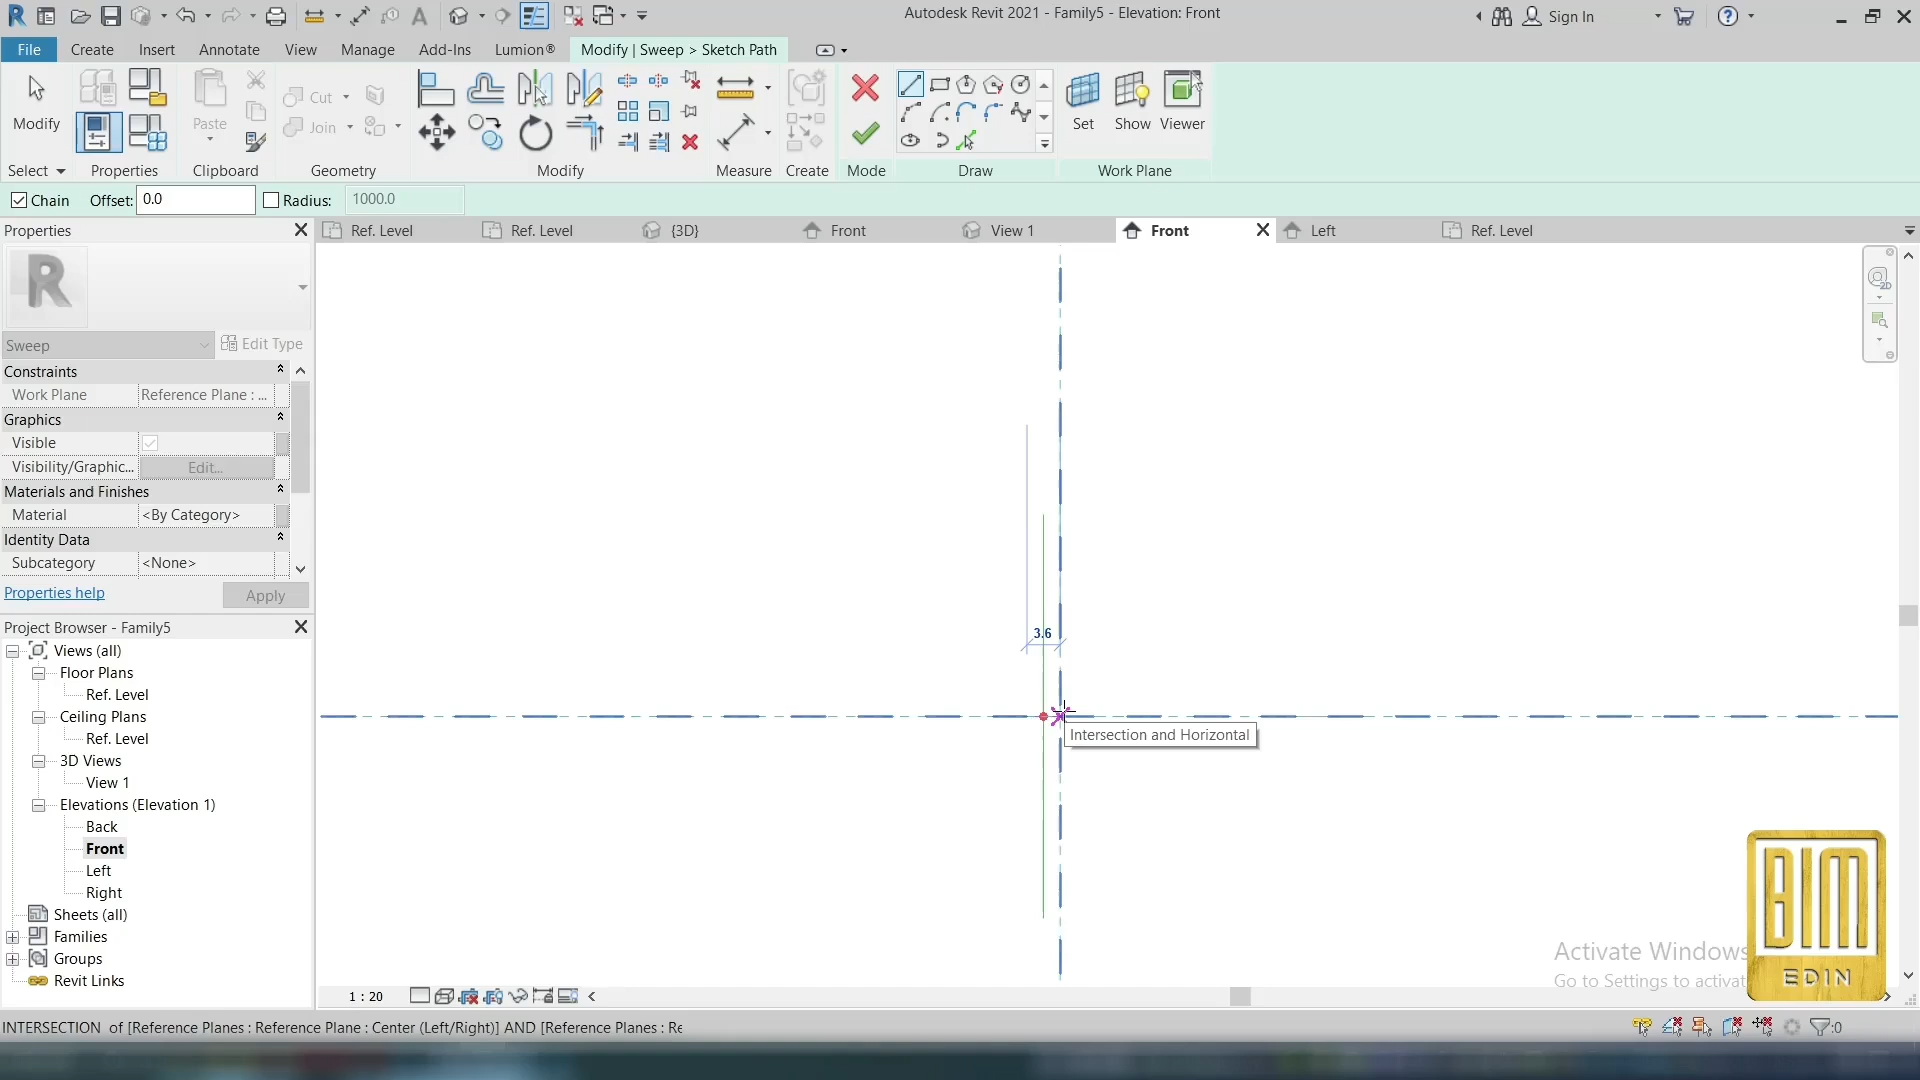 Autodesk Revit 2021 - Family5 - Elevation: Front
Sign In
File
Create
Insert
Annotate
View
Manage
Add-Ins
Lumion®
Modify | Sweep > Sketch Path
Modify
Paste
Cut
Join
Set
Show
Viewer
Select
Properties
Clipboard
Geometry
Modify
Measure
Create
Mode
Draw
Work Plane
Chain
Offset:
0.0
Radius:
1000.0
Properties
Ref. Level
Ref. Level
{3D}
Front
View 1
Front
Left
Ref. Level
R
Sweep
Edit Type
Constraints
Work Plane
Reference Plane : ...
Graphics
Visible
Visibility/Graphic...
Edit...
Materials and Finishes
Material
<By Category>
Identity Data
Subcategory
<None>
Properties help
Apply
Project Browser - Family5
Views (all)
Floor Plans
Ref. Level
Ceiling Plans
Ref. Level
3D Views
View 1
Elevations (Elevation 1)
Back
Front
Left
Right
Sheets (all)
Families
Groups
Revit Links
3.6
Intersection and Horizontal
2D
Activate Windows
Go to Settings to activat
BIM
EDIN
1 : 20
INTERSECTION of [Reference Planes : Reference Plane : Center (Left/Right)] AND [Reference Planes : Re
:0